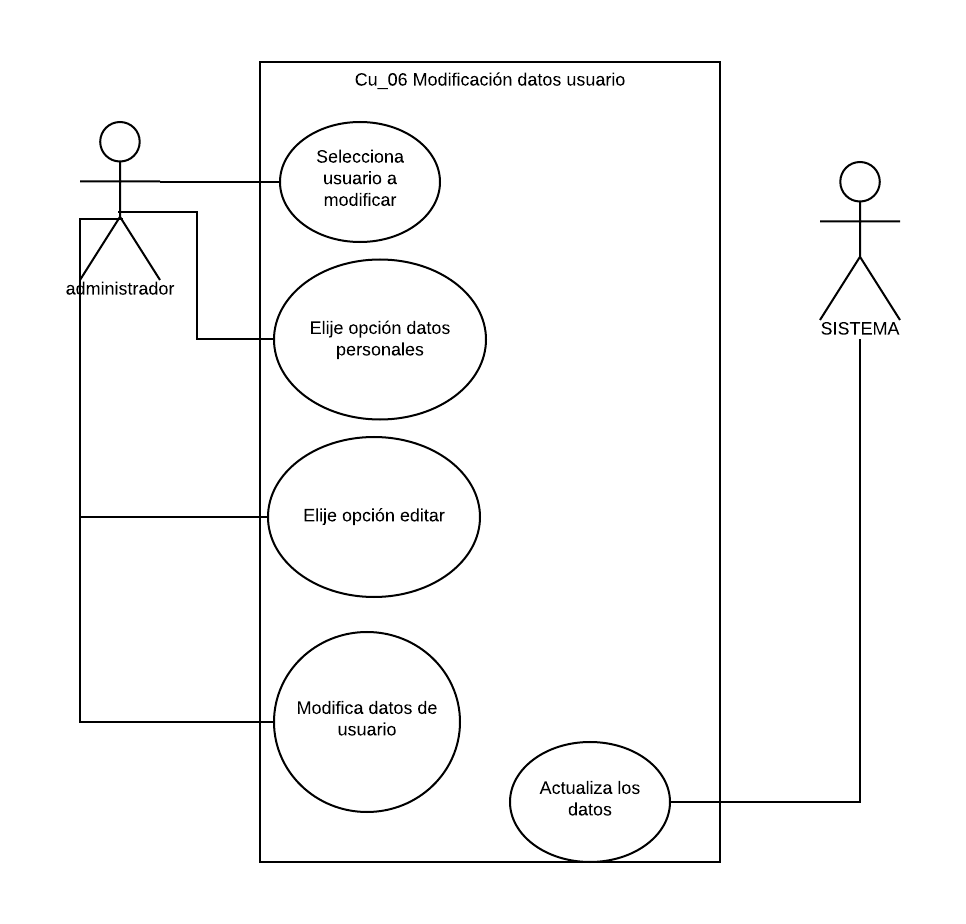 Cu_06 Modificación datos usuario
Selecciona
usuario a
modificar
administrador
Elije opción datos
personales
SISTEMA
Elije opción editar
Modifica datos de
usuario
Actualiza los
datos